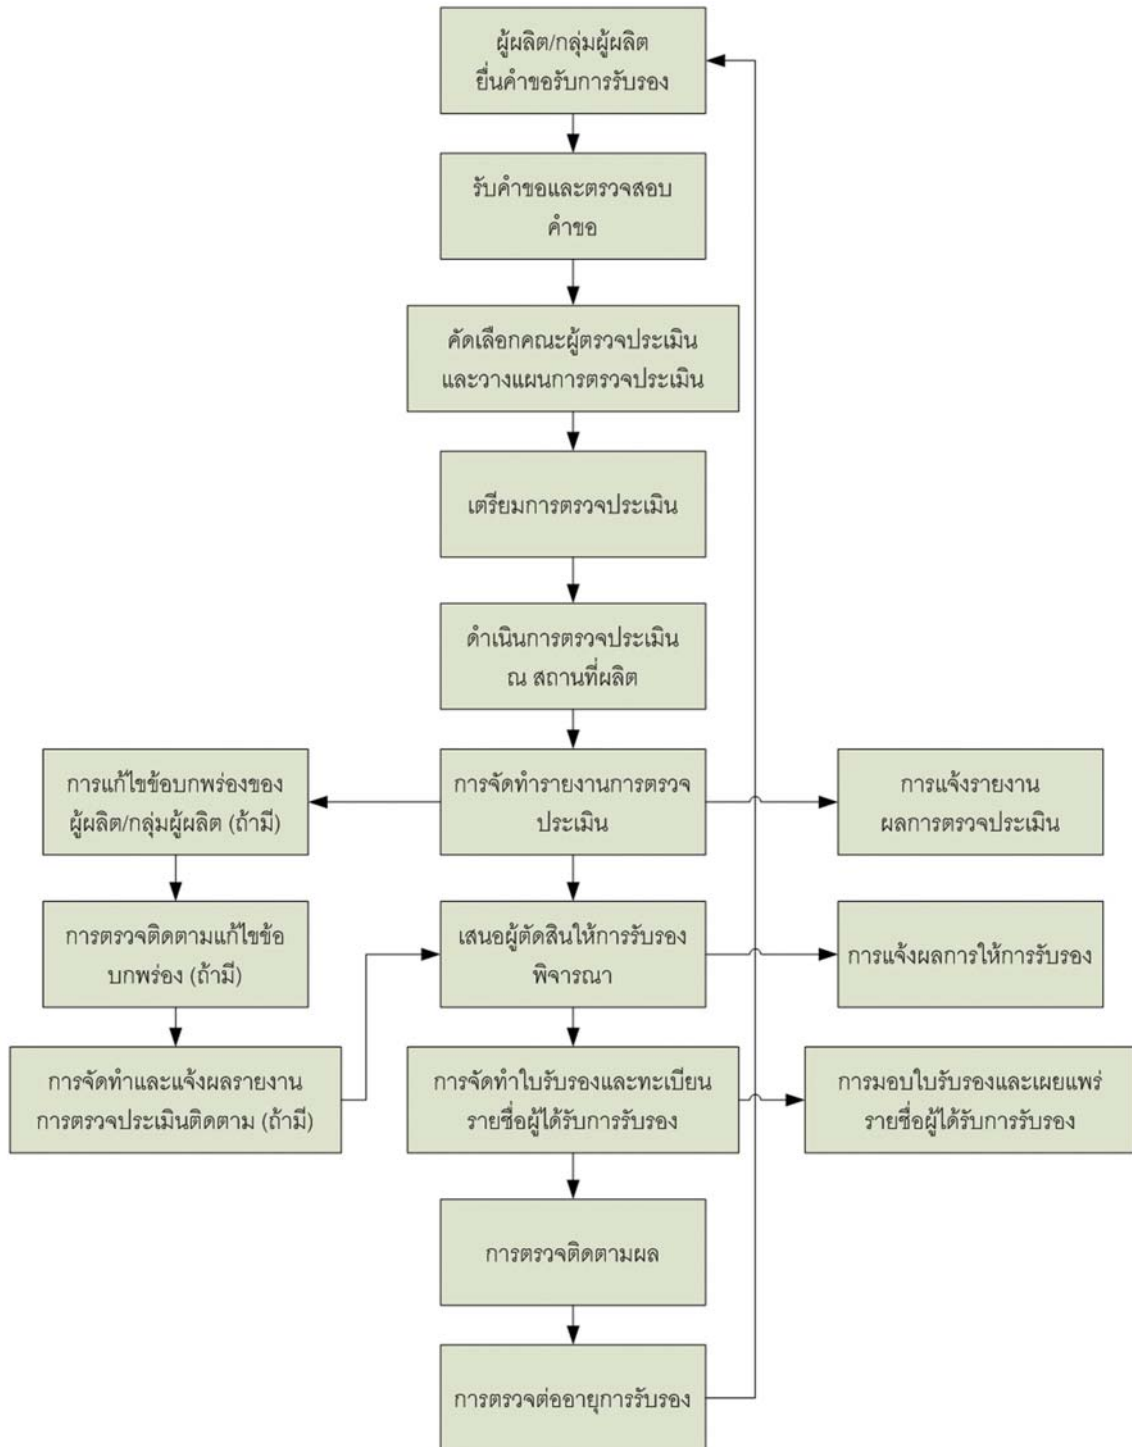 ผู้ผลิต/กลุ่มผู้ผลิต
ยื่นคำขอรับการรับรอง
รับคำขอและตรวจสอบ
คำขอ
คัดเลือกคณะผู้ตรวจประเมิน
และวางแผนการตรวจประเมิน
เตรียมการตรวจประเมิน
ดำเนินการตรวจประเมิน
ณ สถานที่ผลิต
การแก้ไขข้อบกพร่องของ
ผู้ผลิต/กลุ่มผู้ผลิต (ถ้ามี)
การจัดทำรายงานการตรวจ
ประเมิน
การแจ้งรายงาน
ผลการตรวจประเมิน
การตรวจติดตามแก้ไขข้อ
บกพร่อง (ถ้ามี)
เสนอผู้ตัดสินให้การรับรอง
พิจารณา
การแจ้งผลการให้การรับรอง
การจัดทำและแจ้งผลรายงาน
การตรวจประเมินติดตาม (ถ้ามี)
การจัดทำใบรับรองและทะเบียน
รายชื่อผู้ได้รับการรับรอง
การมอบใบรับรองและเผยแพร่
รายชื่อผู้ได้รับการรับรอง
การตรวจติดตามผล
การตรวจต่ออายุการรับรอง